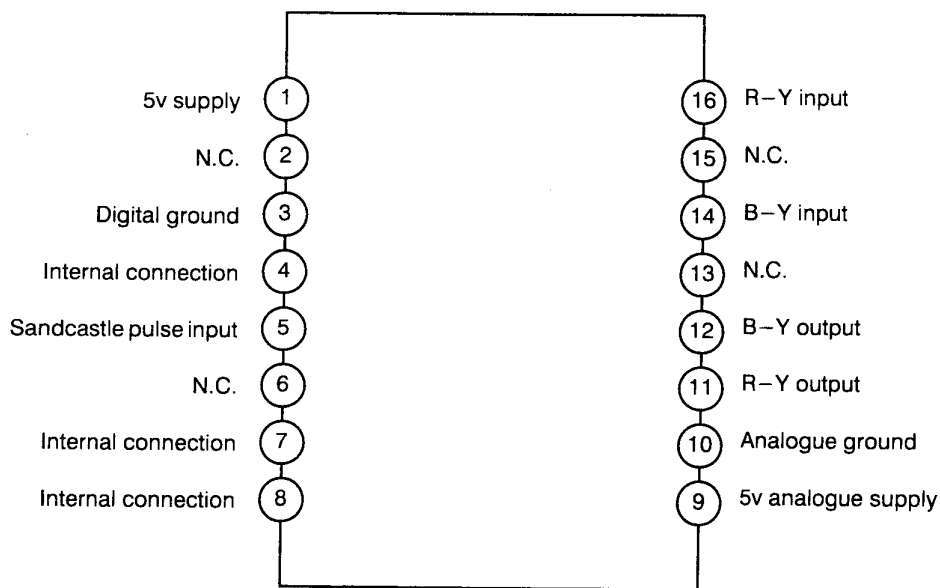 5v supply 1
N.C. 2
Digital ground 3
Internal connection 4
Sandcastle pulse input 5
N.C. 6
Internal connection 7
Internal connection 8
16 R–Y input
15 N.C.
14 B–Y input
13 N.C.
12 B–Y output
11 R–Y output
10 Analogue ground
9 5v analogue supply